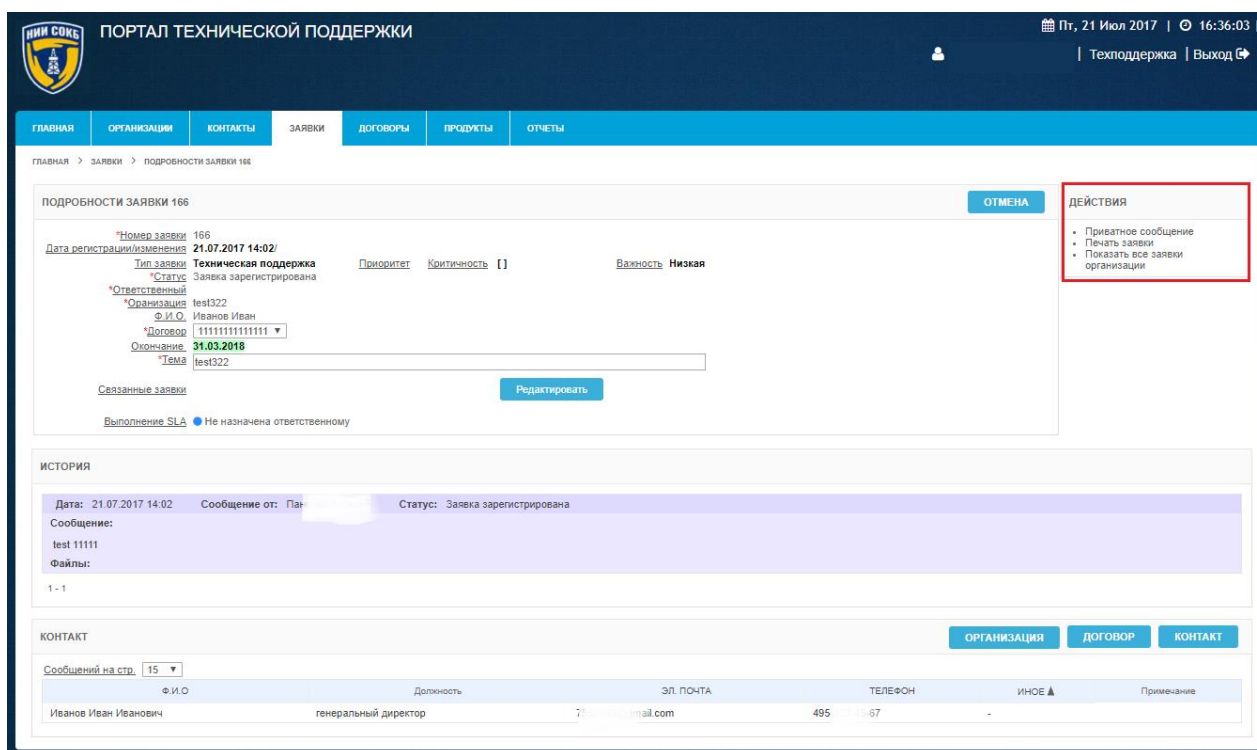 НИИ СОКБ
ПОРТАЛ ТЕХНИЧЕСКОЙ ПОДДЕРЖКИ
Пт, 21 Июл 2017 | 16:36:03 |
| Техподдержка | Выход
ГЛАВНАЯ ОРГАНИЗАЦИИ КОНТАКТЫ ЗАЯВКИ ДОГОВОРЫ ПРОДУКТЫ ОТЧЕТЫ
ГЛАВНАЯ > ЗАЯВКИ > ПОДРОБНОСТИ ЗАЯВКИ 166
ПОДРОБНОСТИ ЗАЯВКИ 166 ОТМЕНА
*Номер заявки 166
Дата регистрации/изменения 21.07.2017 14:02/
Тип заявки Техническая поддержка Приоритет Критичность [ ] Важность Низкая
*Статус Заявка зарегистрирована
*Ответственный
*Оранизация test322
Ф.И.О. Иванов Иван
*Договор 11111111111111
Окончание 31.03.2018
*Тема test322
Связанные заявки Редактировать
Выполнение SLA Не назначена ответственному
ДЕЙСТВИЯ
Приватное сообщение
Печать заявки
Показать все заявки
организации
ИСТОРИЯ
Дата: 21.07.2017 14:02 Сообщение от: Статус: Заявка зарегистрирована
Сообщение:
test 11111
Файлы:
1 - 1
КОНТАКТ ОРГАНИЗАЦИЯ ДОГОВОР КОНТАКТ
Сообщений на стр. 15
Ф.И.О Должность ЭЛ. ПОЧТА ТЕЛЕФОН ИНОЕ Примечание
Иванов Иван Иванович генеральный директор mail.com 495 67 -